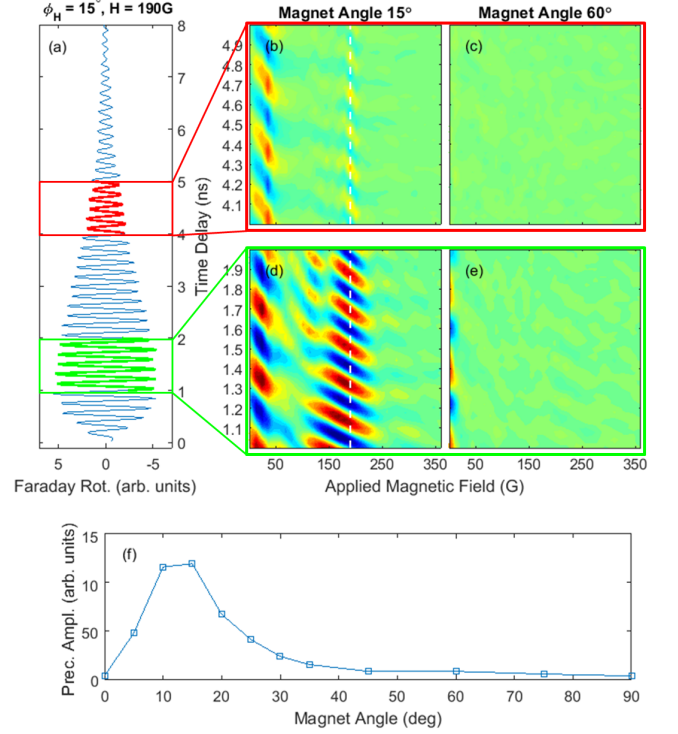 ϕH = 15°, H = 190G
Magnet Angle 15°
Magnet Angle 60°
(a)
(b)
(c)
(d)
(e)
8
7
6
5
4
3
2
1
0
Time Delay (ns)
4.9
4.8
4.7
4.6
4.5
4.4
4.3
4.2
4.1
1.9
1.8
1.7
1.6
1.5
1.4
1.3
1.2
1.1
5 0 -5
50 150 250 350
50 150 250 350
Faraday Rot. (arb. units)
Applied Magnetic Field (G)
(f)
Prec. Ampl. (arb. units)
15
10
50
0
0 10 20 30 40 50 60 70 80 90
Magnet Angle (deg)